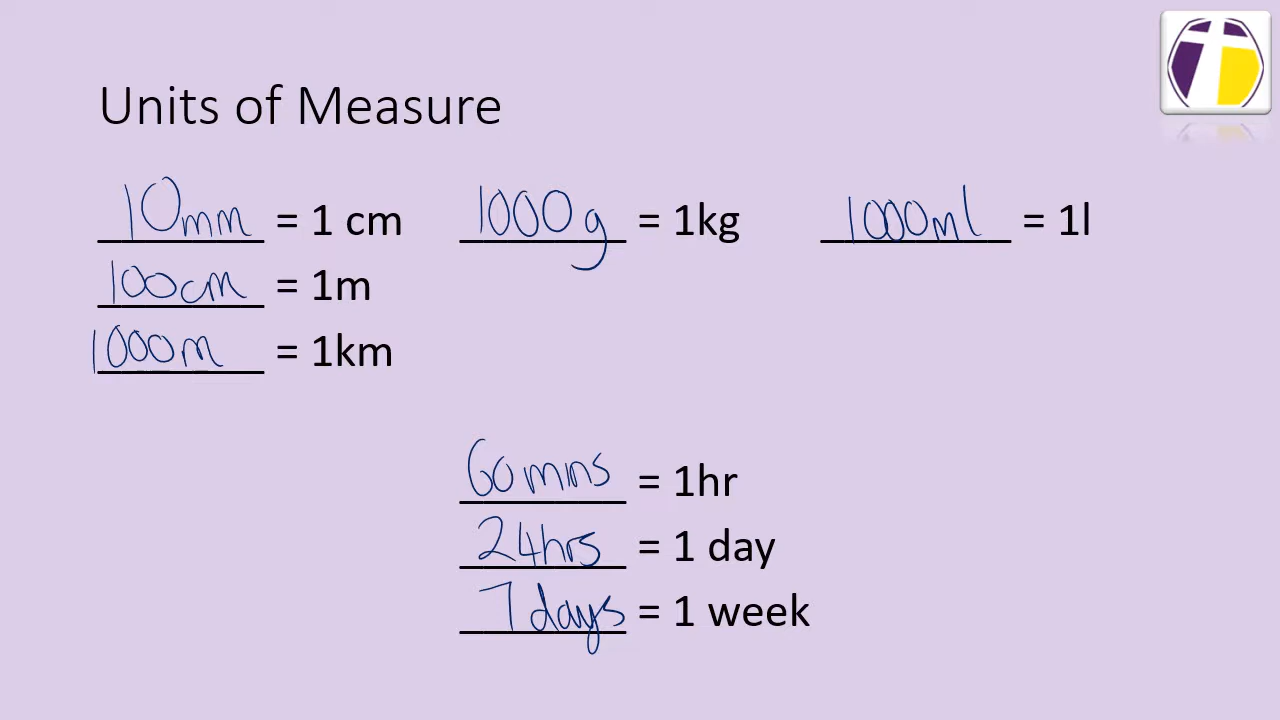 Units of Measure
10mm = 1 cm
100cm = 1m
1000m = 1km
1000g = 1kg
1000ml = 1l
60mns = 1hr
24hrs = 1 day
7days = 1 week